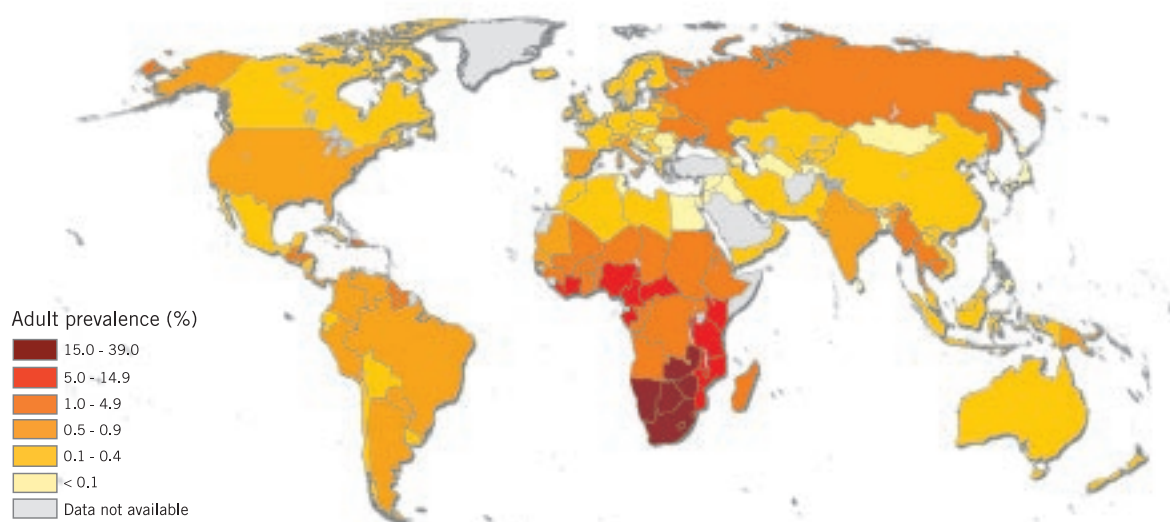 Adult prevalence (%)
15.0 - 39.0
5.0 - 14.9
1.0 - 4.9
0.5 - 0.9
0.1 - 0.4
< 0.1
Data not available